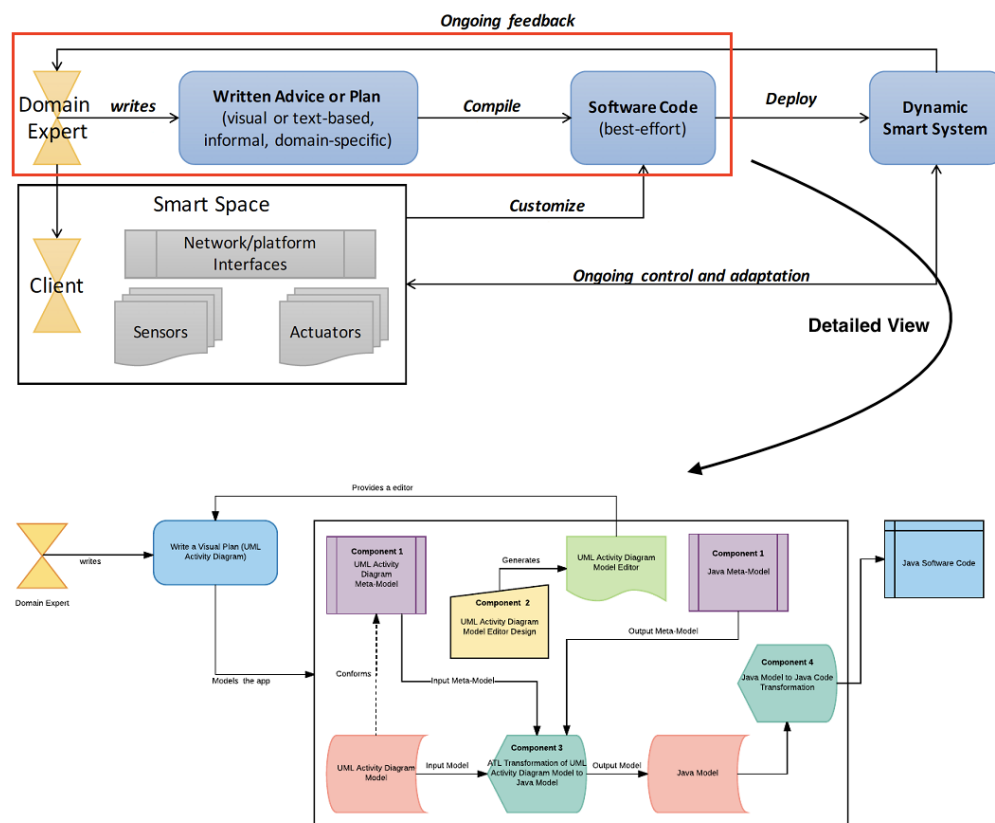 Ongoing feedback
Domain
Expert
writes
Written Advice or Plan
(visual or text-based,
informal, domain-specific)
Compile
Software Code
(best-effort)
Deploy
Dynamic
Smart System
Smart Space
Customize
Network/platform
Interfaces
Client
Sensors
Actuators
Ongoing control and adaptation
Detailed View
Provides a editor
Domain Expert
writes
Write a Visual Plan (UML
Activity Diagram)
Models the app
Component 1
UML Activity
Diagram
Meta-Model
Generates
UML Activity Diagram
Model Editor
Component 2
UML Activity Diagram
Model Editor Design
Component 1
Java Meta-Model
Java Software Code
Output Meta-Model
Conforms
Input Meta-Model
Component 4
Java Model to Java Code
Transformation
UML Activity Diagram
Model
Input Model
Component 3
ATL Transformation of UML
Activity Diagram Model to
Java Model
Output Model
Java Model